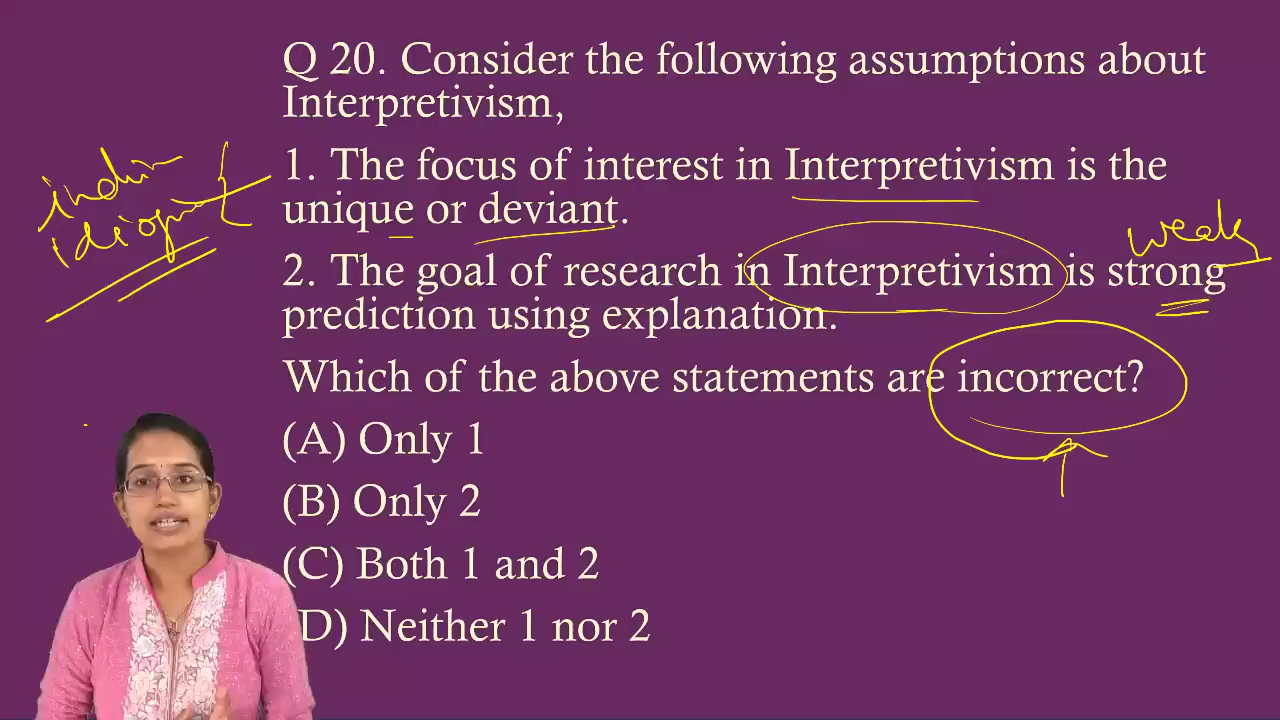 Q 20. Consider the following assumptions about
Interpretivism,
1. The focus of interest in Interpretivism is the
unique or deviant.
2. The goal of research in Interpretivism is strong
weak
prediction using explanation.
Which of the above statements are incorrect?
(A) Only 1
(B) Only 2
(C) Both 1 and 2
D) Neither 1 nor 2